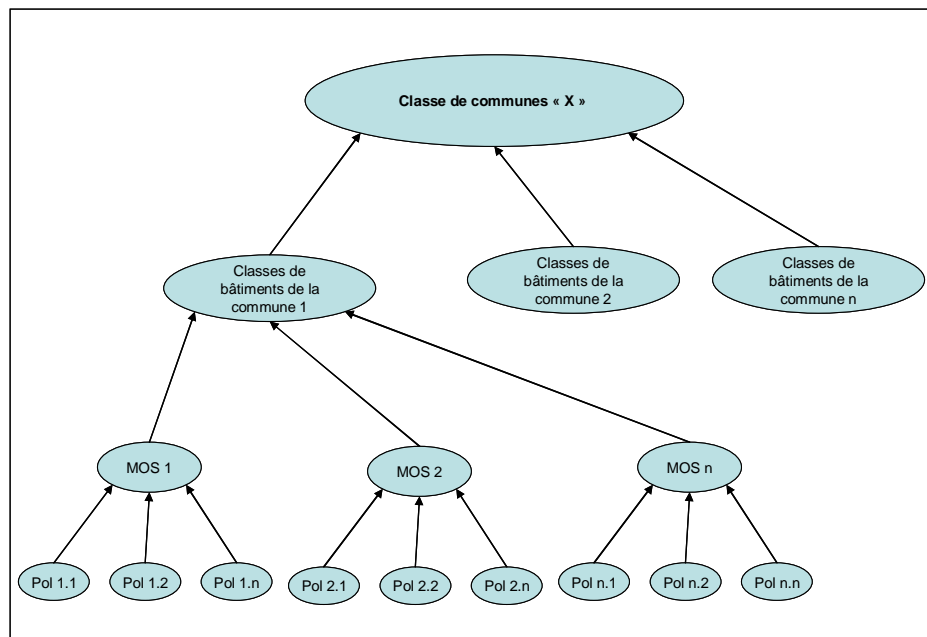 Classe de communes « X »
Classes de
bâtiments de la
commune 1
Classes de
bâtiments de la
commune 2
Classes de
bâtiments de la
commune n
MOS 1
MOS 2
MOS n
Pol 1.1
Pol 1.2
Pol 1.n
Pol 2.1
Pol 2.2
Pol 2.n
Pol n.1
Pol n.2
Pol n.n